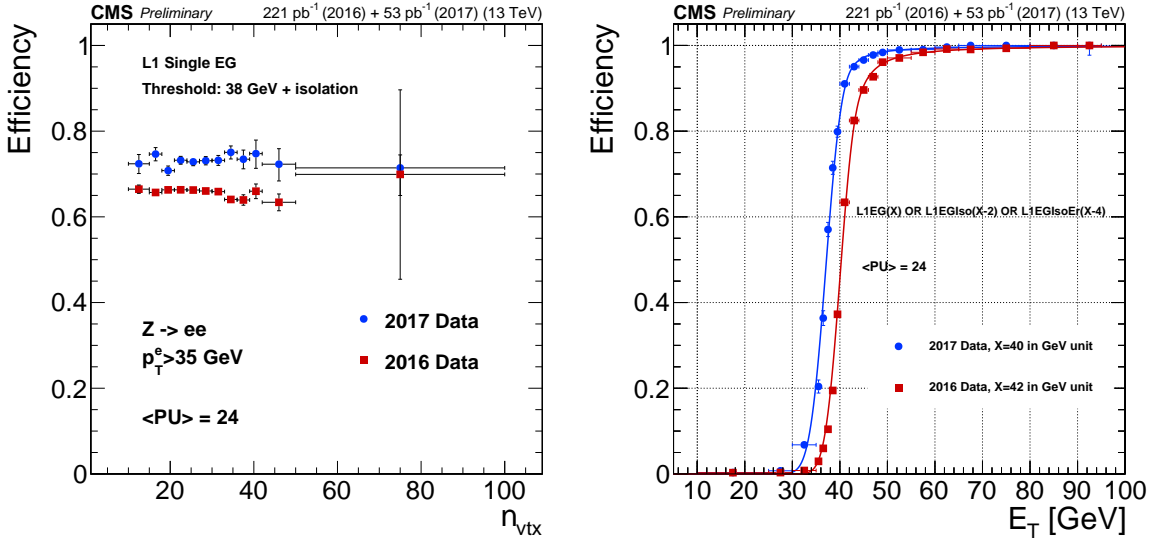 CMS Preliminary 221 pb⁻¹ (2016) + 53 pb⁻¹ (2017) (13 TeV)
Efficiency
1
0.8
0.6
0.4
0.2
0
L1 Single EG
Threshold: 38 GeV + isolation
2017 Data
2016 Data
Z -> ee
p_T^e>35 GeV
<PU> = 24
20 40 60 80 100
n_vtx
CMS Preliminary 221 pb⁻¹ (2016) + 53 pb⁻¹ (2017) (13 TeV)
Efficiency
1
0.8
0.6
0.4
0.2
0
L1EG(X) OR L1EGIso(X-2) OR L1EGIsoEr(X-4)
<PU> = 24
2017 Data, X=40 in GeV unit
2016 Data, X=42 in GeV unit
10 20 30 40 50 60 70 80 90 100
E_T [GeV]